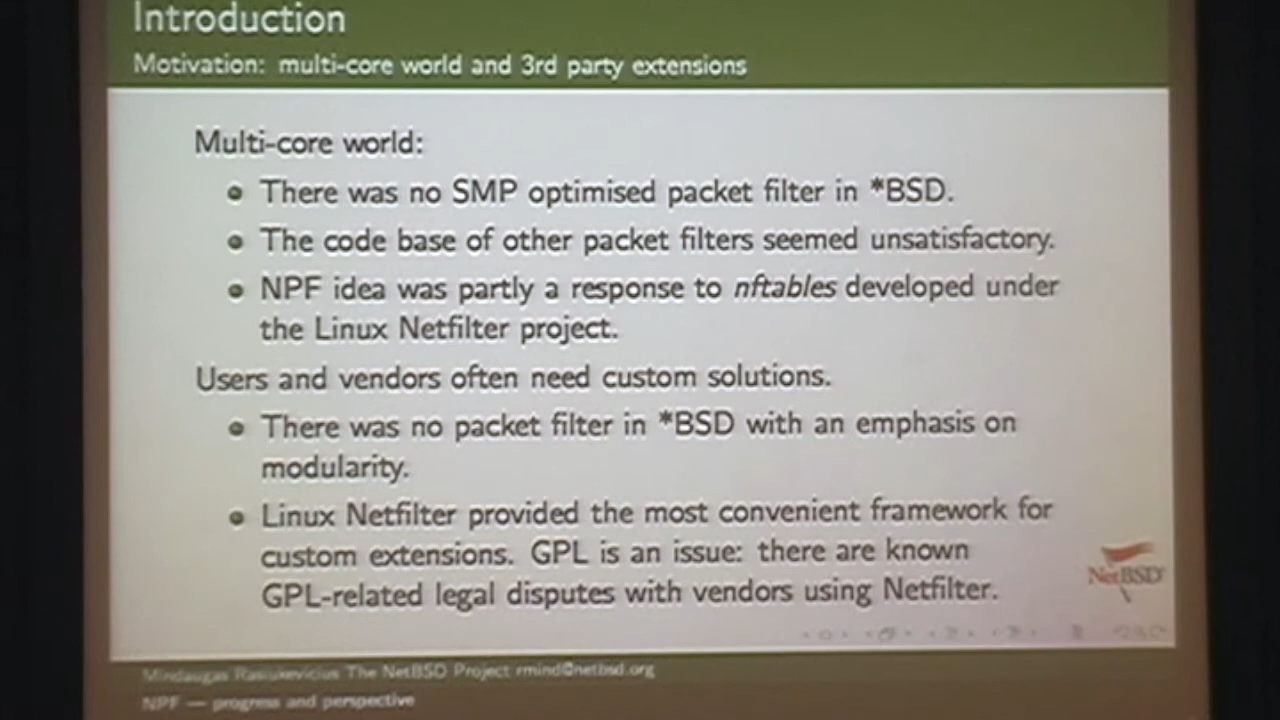 Introduction
Motivation: multi-core world and 3rd party extensions
Multi-core world:
There was no SMP optimised packet filter in *BSD.
The code base of other packet filters seemed unsatisfactory.
NPF idea was partly a response to nftables developed under
the Linux Netfilter project.
Users and vendors often need custom solutions.
There was no packet filter in *BSD with an emphasis on
modularity.
Linux Netfilter provided the most convenient framework for
custom extensions. GPL is an issue: there are known
GPL-related legal disputes with vendors using Netfilter.
NetBSD
Mindaugas Rasiukevicius The NetBSD Project rmind@netbsd.org
NPF — progress and perspective